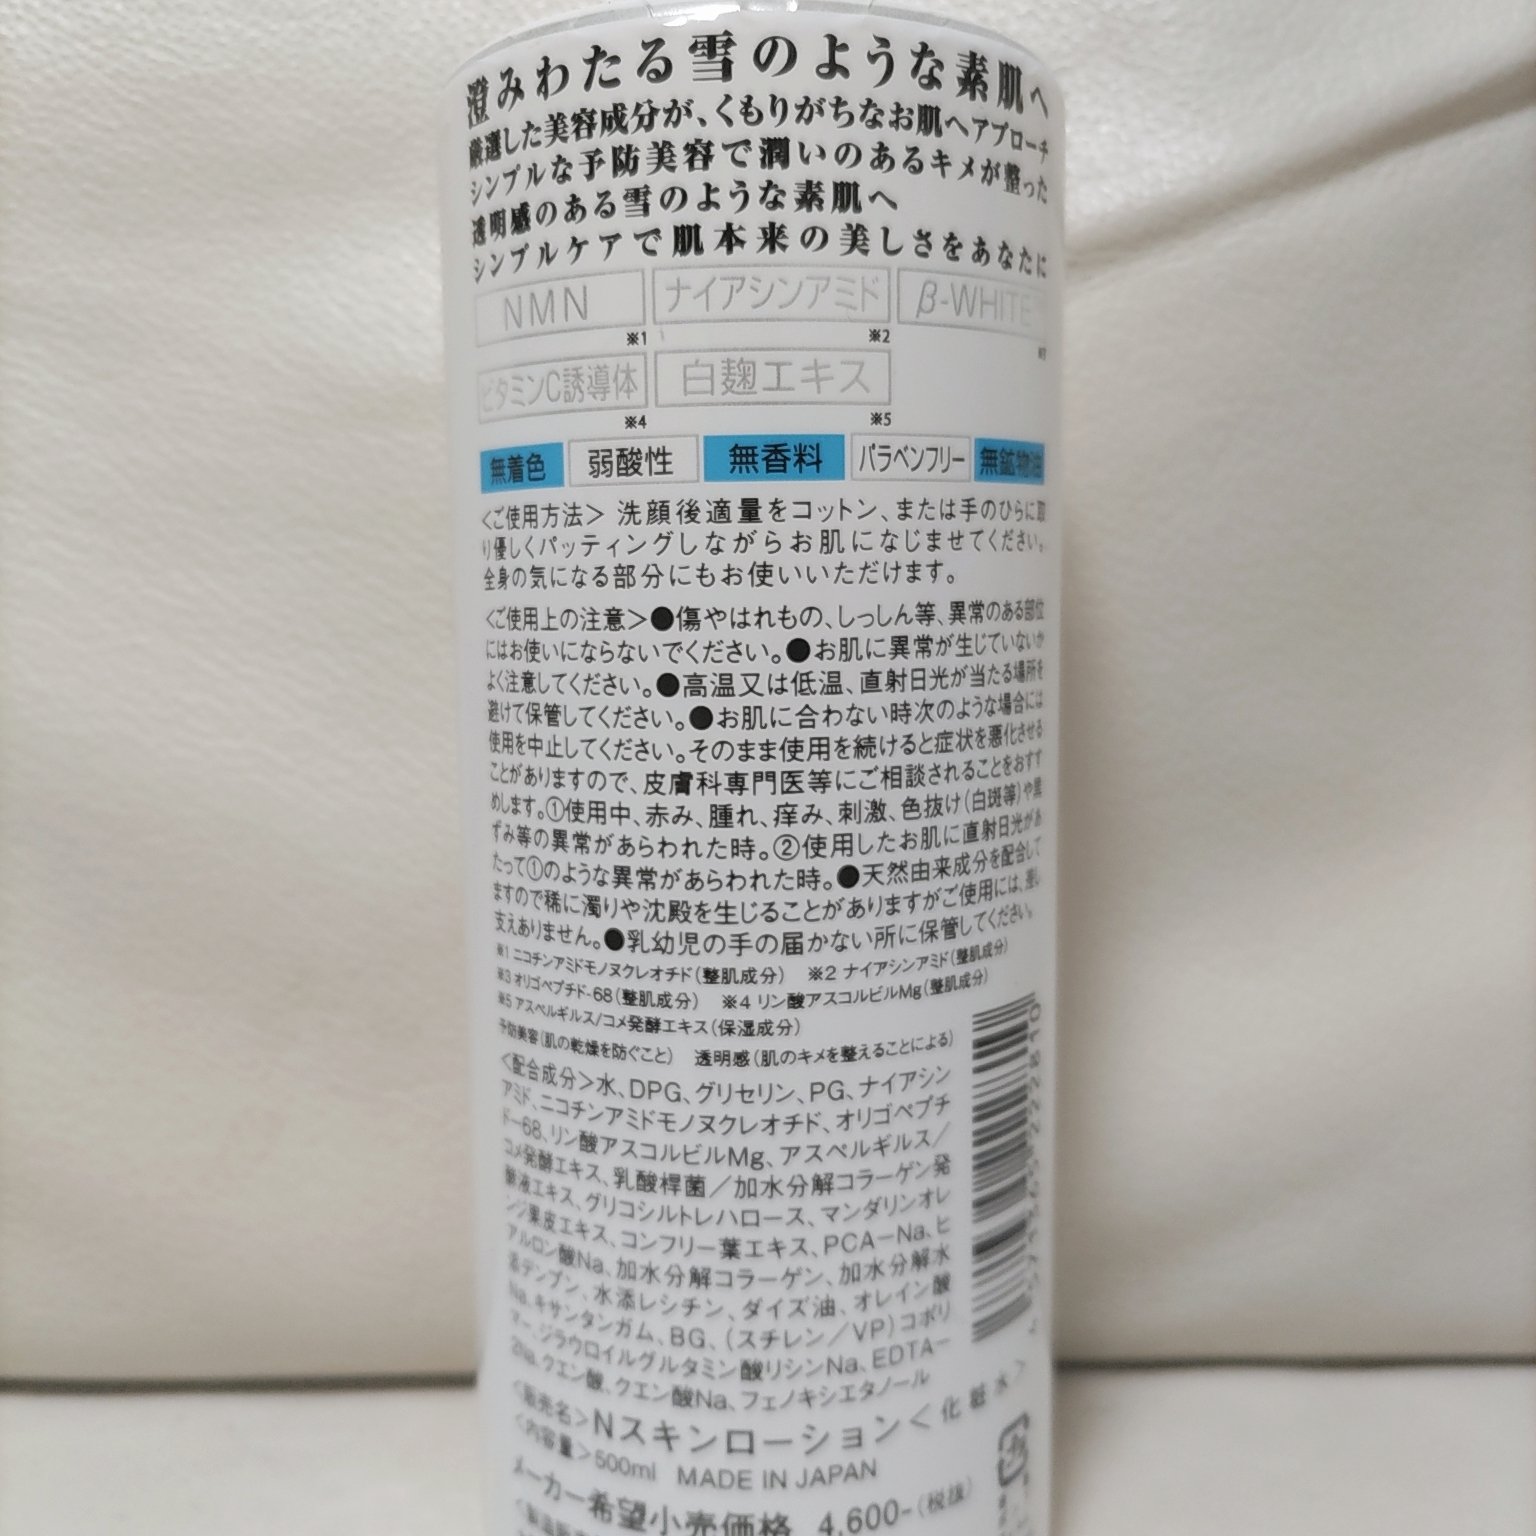 澄みわたる雪のような素肌へ
厳選した美容成分が、くもりがちなお肌へアプローチ
シンプルな予防美容で潤いのあるキメが整った
透明感のある雪のような素肌へ
シンプルケアで肌本来の美しさをあなたに
NMN ナイアシンアミド β-WHITE
※1 ※2
ビタミンC誘導体 白麹エキス
※4 ※5
無着色 弱酸性 無香料 パラベンフリー 無鉱物油
＜ご使用方法＞ 洗顔後適量をコットン、または手のひらに取
り優しくパッティングしながらお肌になじませてください。
全身の気になる部分にもお使いいただけます。
＜ご使用上の注意＞●傷やはれもの、しっしん等、異常のある部位
にはお使いにならないでください。●お肌に異常が生じていないか
よく注意してください。●高温又は低温、直射日光が当たる場所を
避けて保管してください。●お肌に合わない時次のような場合には
使用を中止してください。そのまま使用を続けると症状を悪化させる
ことがありますので、皮膚科専門医等にご相談されることをおすす
めします。①使用中、赤み、腫れ、痒み、刺激、色抜け(白斑等)や黒
ずみ等の異常があらわれた時。②使用したお肌に直射日光があ
たって①のような異常があらわれた時。●天然由来成分を配合して
ますので稀に濁りや沈殿を生じることがありますがご使用には、差し
支えありません。●乳幼児の手の届かない所に保管してください。
※1 ニコチンアミドモノヌクレオチド(整肌成分) ※2 ナイアシンアミド(整肌成分)
※3 オリゴペプチド-68(整肌成分) ※4 リン酸アスコルビルMg(整肌成分)
※5 アスペルギルス/コメ発酵エキス(保湿成分)
予防美容(肌の乾燥を防ぐこと) 透明感(肌のキメを整えることによる)
＜配合成分＞水、DPG、グリセリン、PG、ナイアシン
アミド、ニコチンアミドモノヌクレオチド、オリゴペプチ
ド-68、リン酸アスコルビルMg、アスペルギルス／
コメ発酵エキス、乳酸桿菌／加水分解コラーゲン発
酵液エキス、グリコシルトレハロース、マンダリンオレ
ンジ果皮エキス、コンフリー葉エキス、PCA-Na、ヒ
アルロン酸Na、加水分解コラーゲン、加水分解水
添デンプン、水添レシチン、ダイズ油、オレイン酸
Na、キサンタンガム、BG、(スチレン／VP)コポリ
マー、ジラウロイルグルタミン酸リシンNa、EDTA-
2Na、クエン酸、クエン酸Na、フェノキシエタノール
＜販売名＞Nスキンローション＜化粧水＞
＜内容量＞500ml MADE IN JAPAN
メーカー希望小売価格 4,600-(税抜)